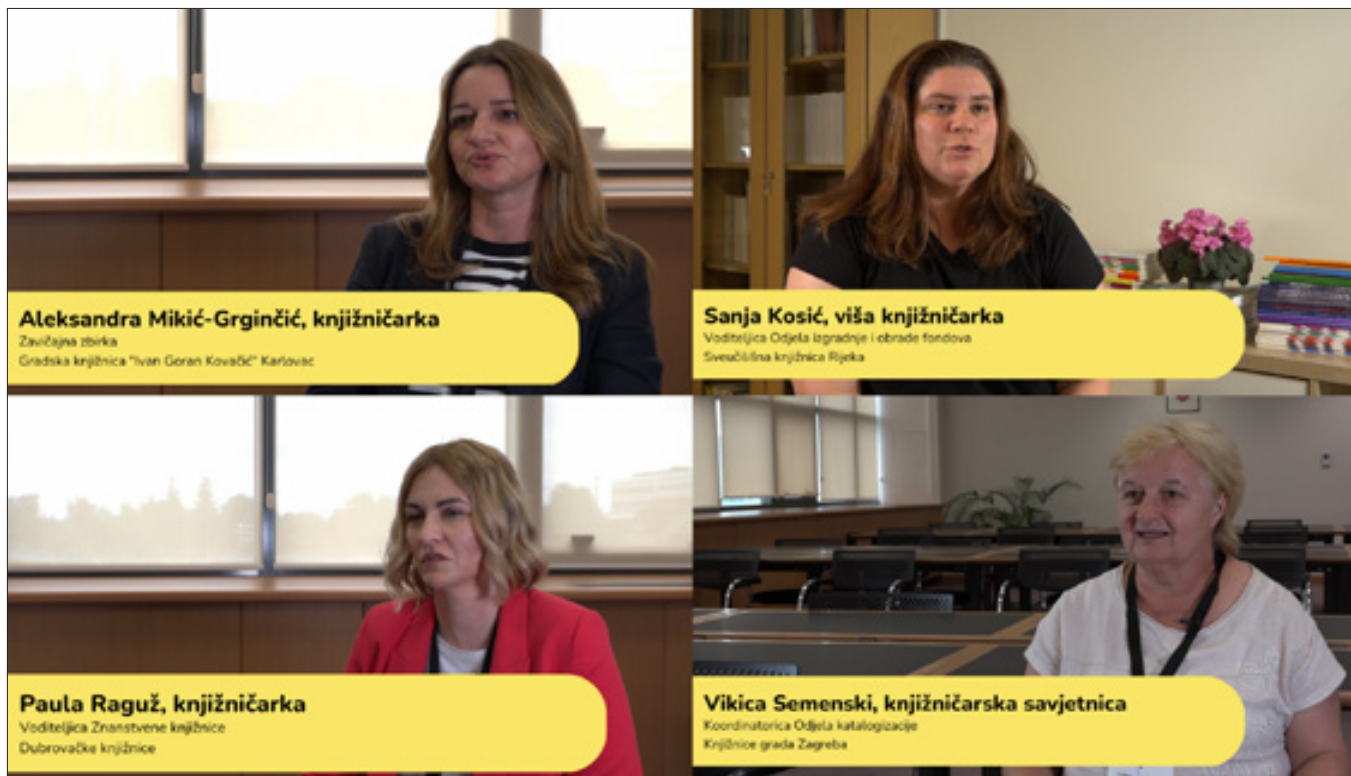 Aleksandra Mikić-Grginčić, knjižničarka
Zavičajna zbirka
Gradska knjižnica "Ivan Goran Kovačić" Karlovac
Sanja Kosić, viša knjižničarka
Voditeljica Odjela izgradnje i obrade fondova
Sveučilišna knjižnica Rijeka
Paula Raguž, knjižničarka
Voditeljica Znanstvene knjižnice
Dubrovačke knjižnice
Vikica Semenski, knjižničarska savjetnica
Koordinatorica Odjela katalogizacije
Knjižnice grada Zagreba